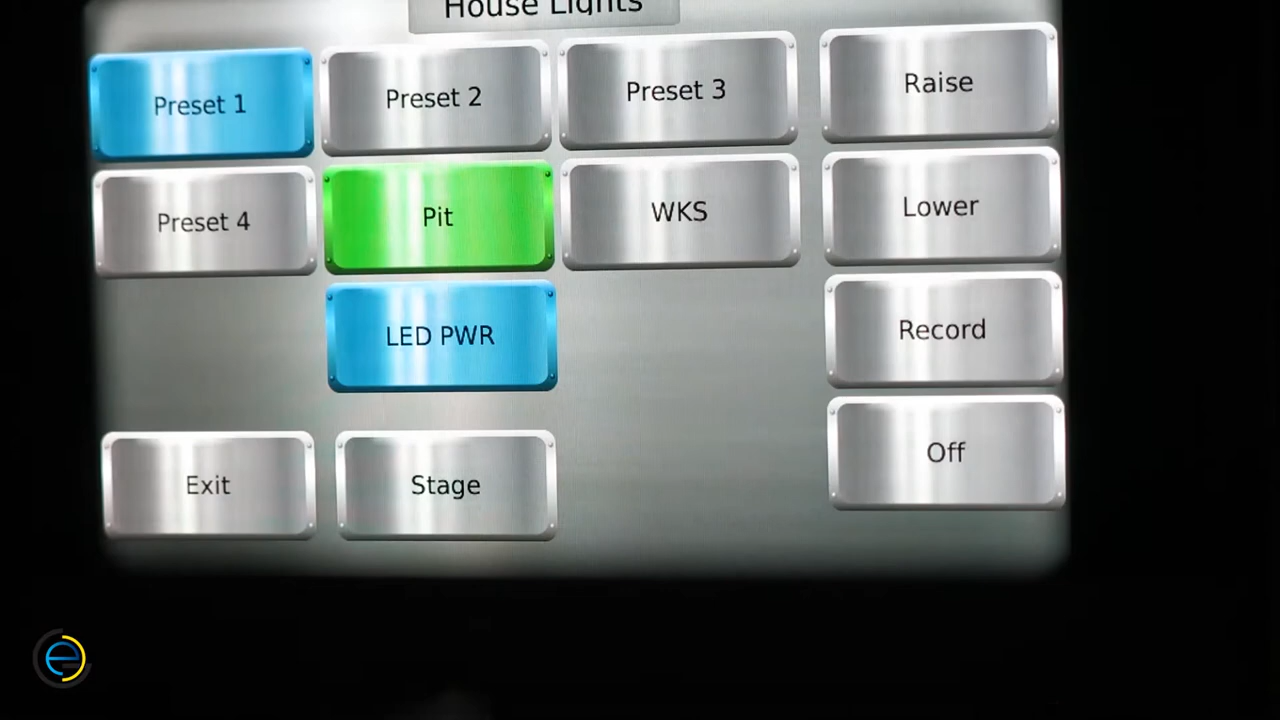 House Lights
Preset 1
Preset 2
Preset 3
Raise
Preset 4
Pit
WKS
Lower
LED PWR
Record
Exit
Stage
Off